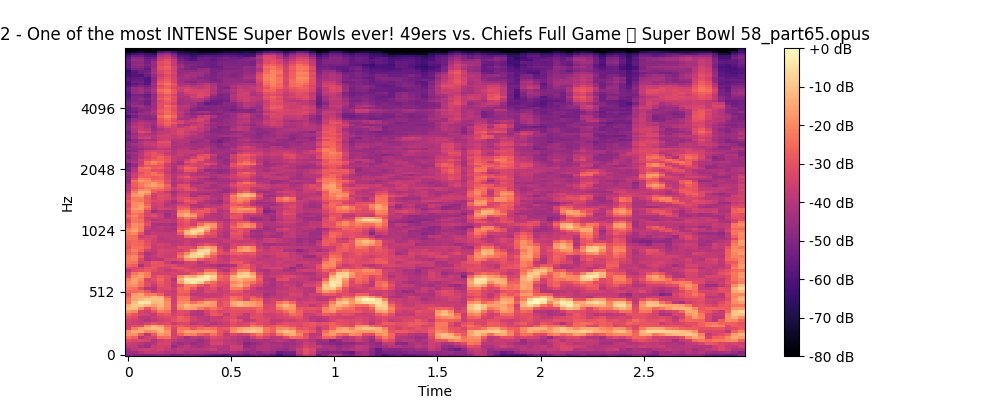 2 - One of the most INTENSE Super Bowls ever! 49ers vs. Chiefs Full Game ▯ Super Bowl 58_part65.opus
+0 dB
4096
-10 dB
-20 dB
2048
-30 dB
Hz
-40 dB
1024
-50 dB
512
-60 dB
-70 dB
0
-80 dB
0 0.5 1 1.5 2 2.5
Time